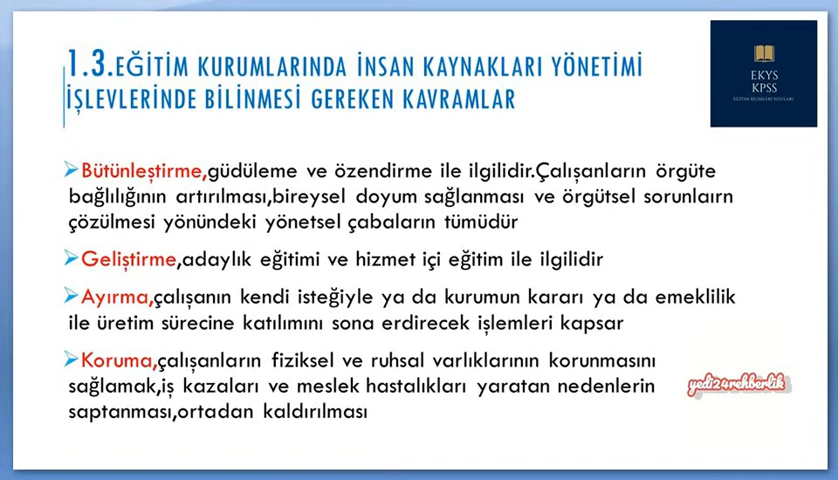 1.3.EĞİTİM KURUMLARINDA İNSAN KAYNAKLARI YÖNETİMİ
İŞLEVLERİNDE BİLİNMESİ GEREKEN KAVRAMLAR
EKYS
KPSS
EĞİTİM BİLİMLERİ NOTLARI
Bütünleştirme,güdüleme ve özendirme ile ilgilidir.Çalışanların örgüte
bağlılığının artırılması,bireysel doyum sağlanması ve örgütsel sorunlaırn
çözülmesi yönündeki yönetsel çabaların tümüdür
Geliştirme,adaylık eğitimi ve hizmet içi eğitim ile ilgilidir
Ayırma,çalışanın kendi isteğiyle ya da kurumun kararı ya da emeklilik
ile üretim sürecine katılımını sona erdirecek işlemleri kapsar
Koruma,çalışanların fiziksel ve ruhsal varlıklarının korunmasını
sağlamak,iş kazaları ve meslek hastalıkları yaratan nedenlerin
saptanması,ortadan kaldırılması
yedi24rehberlik